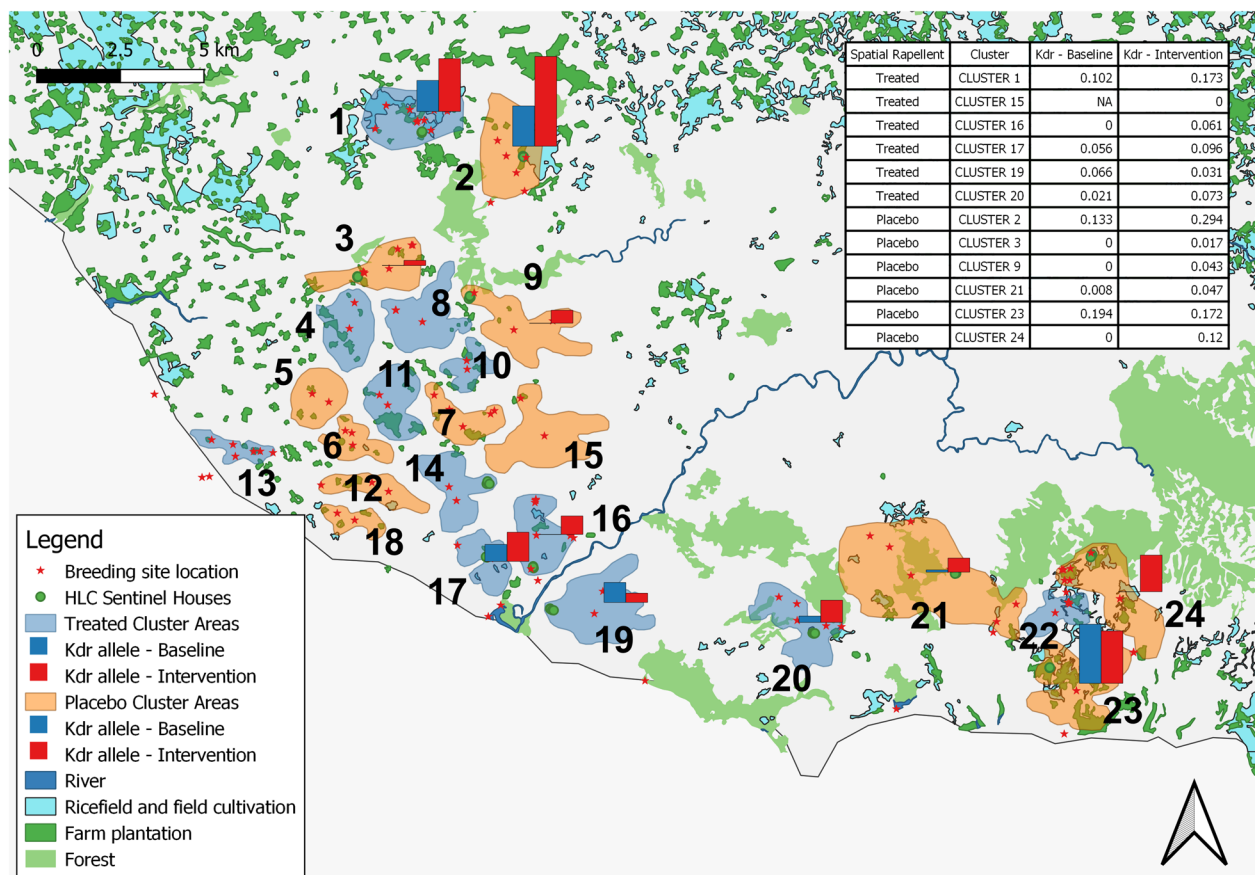 0 2.5 5 km
Spatial Rapellent Cluster Kdr - Baseline Kdr - Intervention
Treated CLUSTER 1 0.102 0.173
Treated CLUSTER 15 NA 0
Treated CLUSTER 16 0 0.061
Treated CLUSTER 17 0.056 0.096
Treated CLUSTER 19 0.066 0.031
Treated CLUSTER 20 0.021 0.073
Placebo CLUSTER 2 0.133 0.294
Placebo CLUSTER 3 0 0.017
Placebo CLUSTER 9 0 0.043
Placebo CLUSTER 21 0.008 0.047
Placebo CLUSTER 23 0.194 0.172
Placebo CLUSTER 24 0 0.12
1
2
3
9
8
4
10
5
11
7
6
15
13
14
12
16
18
17
19
20
21
22
24
23
Legend
Breeding site location
HLC Sentinel Houses
Treated Cluster Areas
Kdr allele - Baseline
Kdr allele - Intervention
Placebo Cluster Areas
Kdr allele - Baseline
Kdr allele - Intervention
River
Ricefield and field cultivation
Farm plantation
Forest